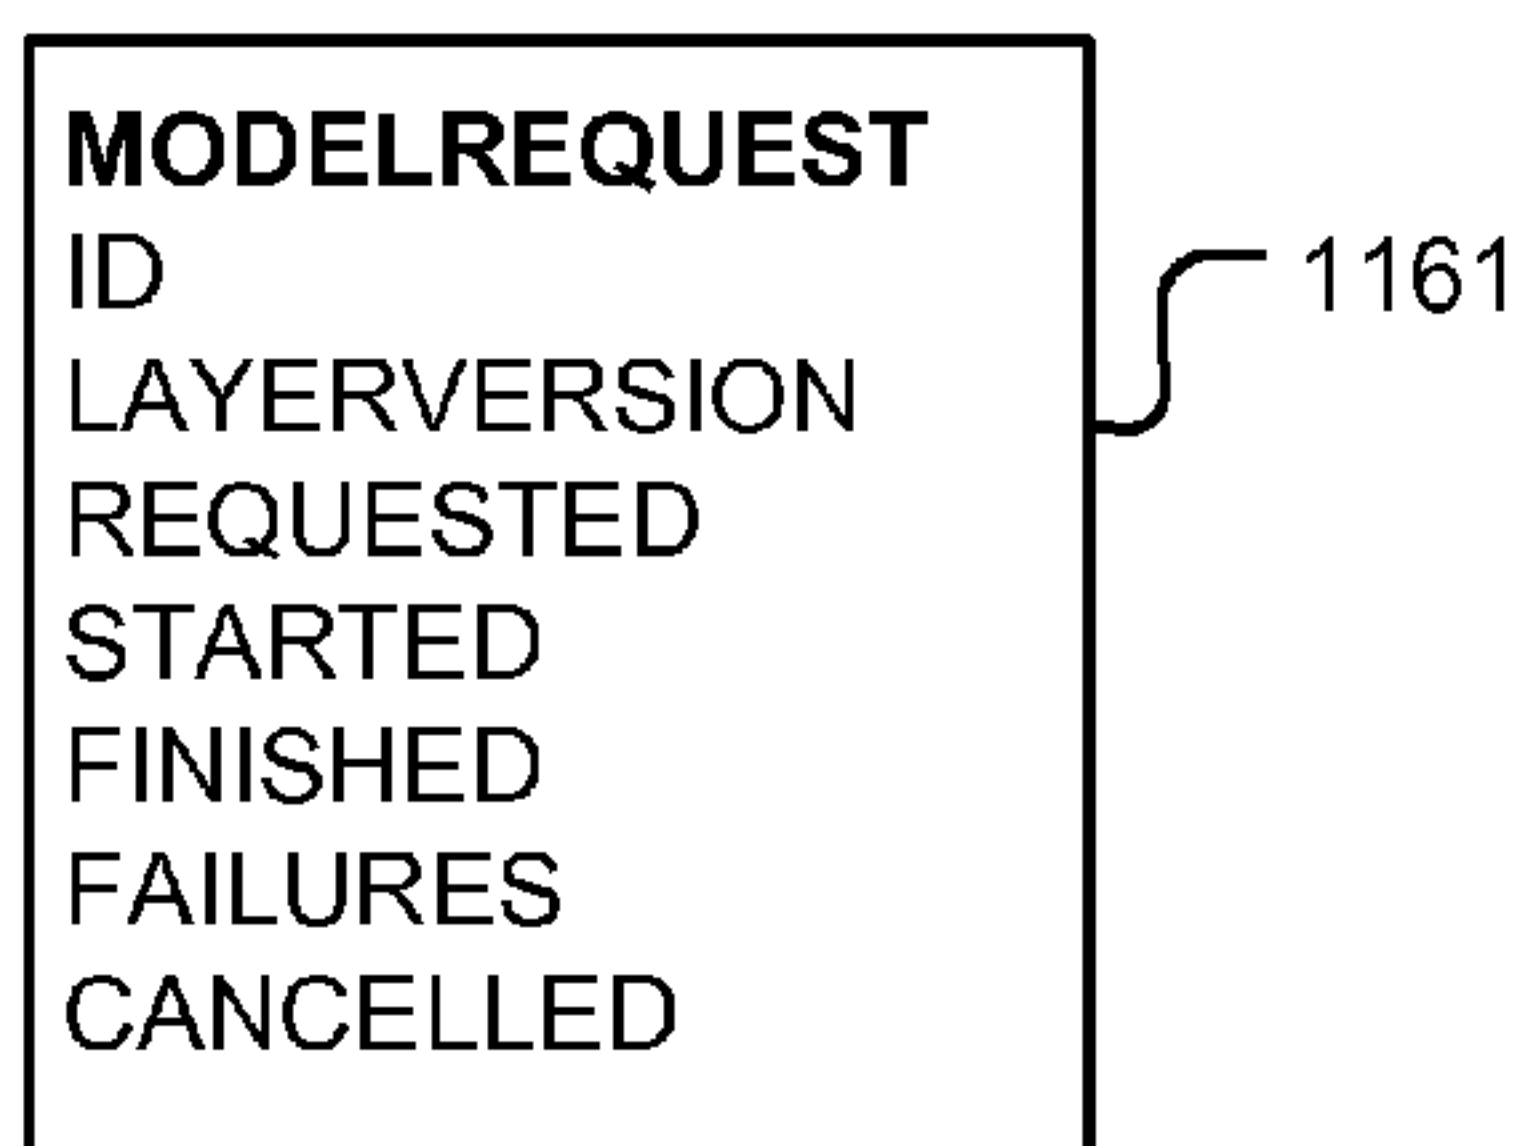 MODELREQUEST
ID
LAYERVERSION
REQUESTED
STARTED
FINISHED
FAILURES
CANCELLED
1161